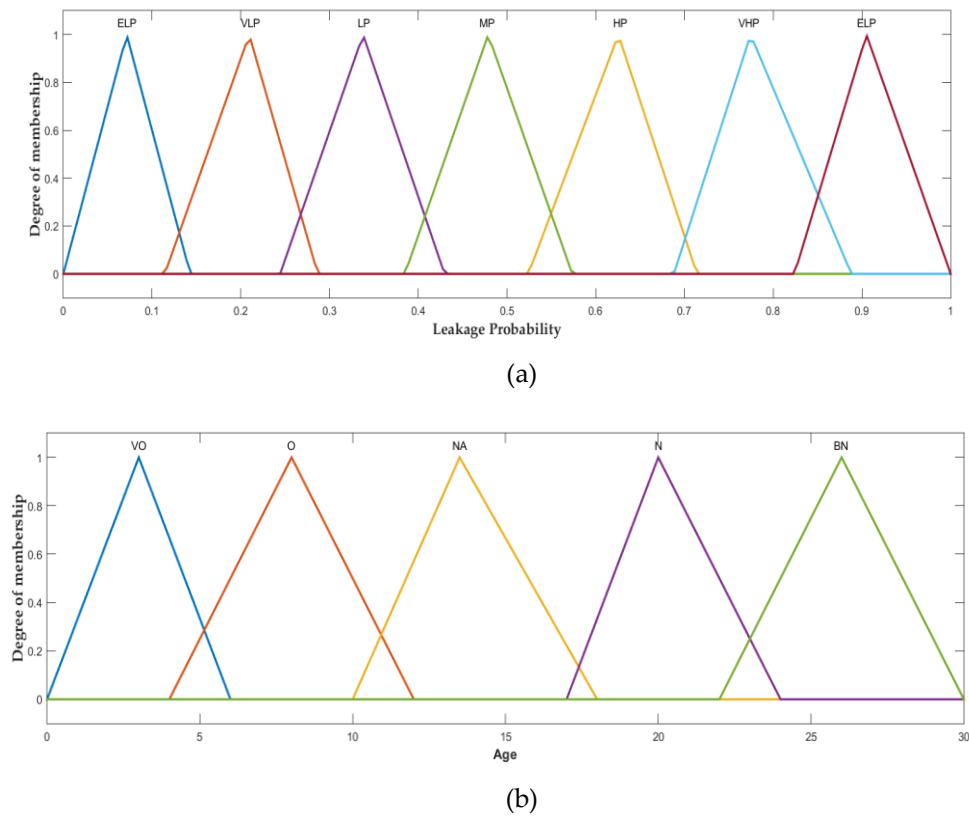 ELP VLP LP MP HP VHP ELP
1
0.8
0.6
0.4
0.2
0
Degree of membership
0 0.1 0.2 0.3 0.4 0.5 0.6 0.7 0.8 0.9 1
Leakage Probability
(a)
VO O NA N BN
1
0.8
0.6
0.4
0.2
0
Degree of membership
0 5 10 15 20 25 30
Age
(b)